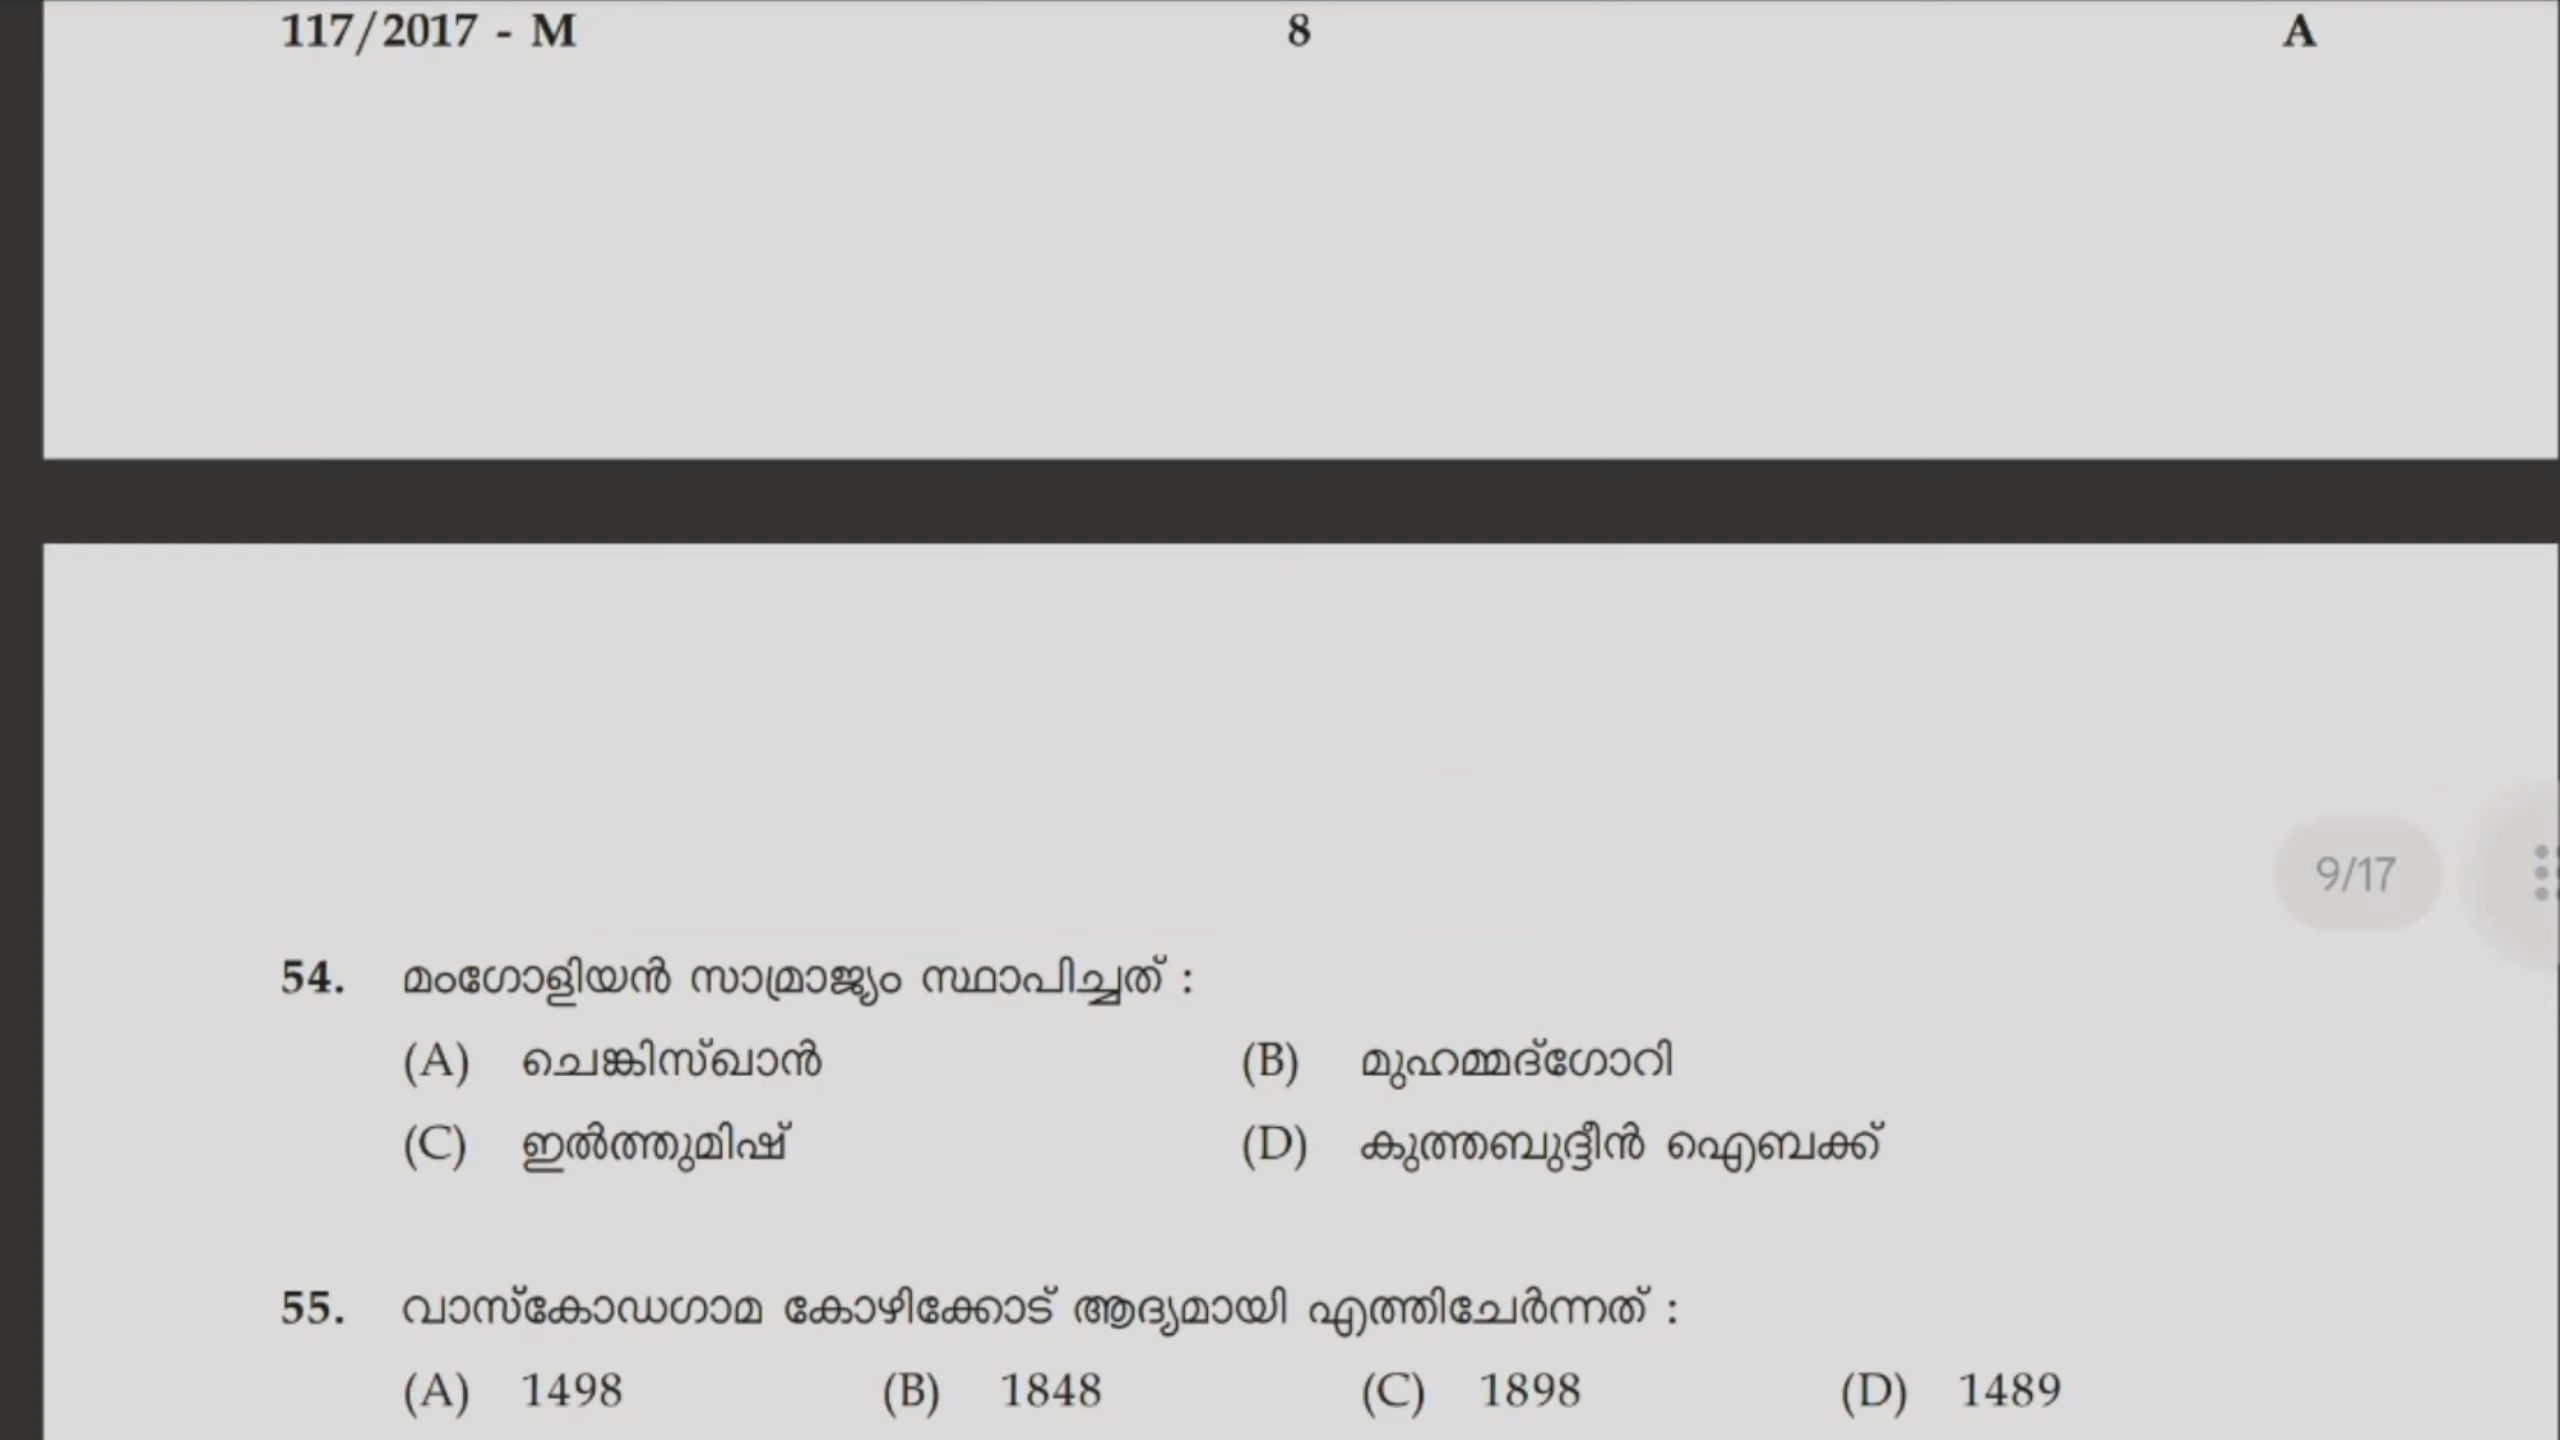 117/2017 - M 8 A
9/17
54. മംഗോളിയൻ സാമ്രാജ്യം സ്ഥാപിച്ചത് :
(A) ചെങ്കിസ്ഖാൻ (B) മുഹമ്മദ്ഗോറി
(C) ഇൽത്തുമിഷ് (D) കുത്തബുദ്ദീൻ ഐബക്ക്
55. വാസ്കോഡഗാമ കോഴിക്കോട് ആദ്യമായി എത്തിചേർന്നത് :
(A) 1498 (B) 1848 (C) 1898 (D) 1489